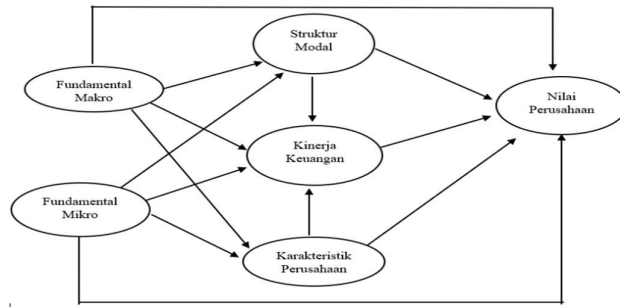 Struktur
Modal
Fundamental
Makro
Nilai
Perusahaan
Kinerja
Keuangan
Fundamental
Mikro
Karakteristik
Perusahaan